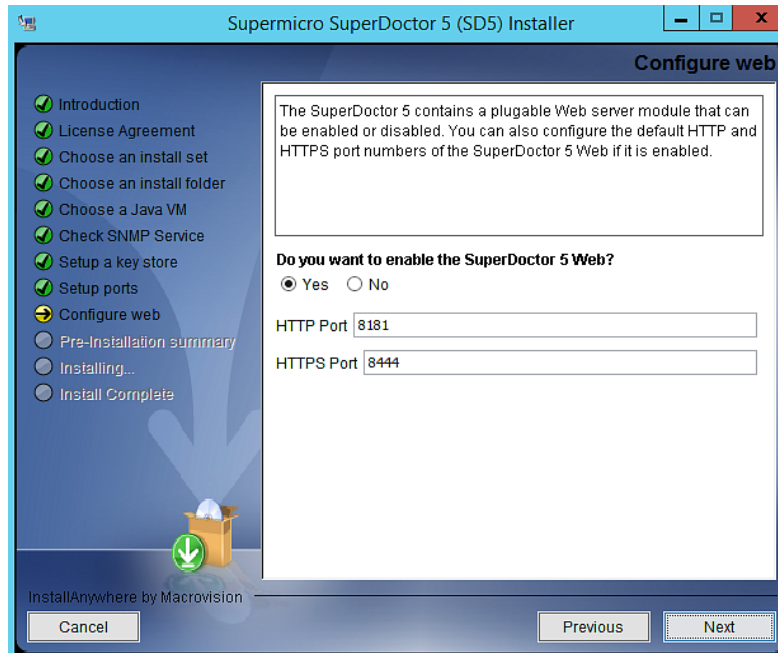 Supermicro SuperDoctor 5 (SD5) Installer
Configure web
Introduction
License Agreement
Choose an install set
Choose an install folder
Choose a Java VM
Check SNMP Service
Setup a key store
Setup ports
Configure web
Pre-Installation summary
Installing...
Install Complete
The SuperDoctor 5 contains a plugable Web server module that can
be enabled or disabled. You can also configure the default HTTP and
HTTPS port numbers of the SuperDoctor 5 Web if it is enabled.
Do you want to enable the SuperDoctor 5 Web?
Yes No
HTTP Port 8181
HTTPS Port 8444
InstallAnywhere by Macrovision
Cancel Previous Next